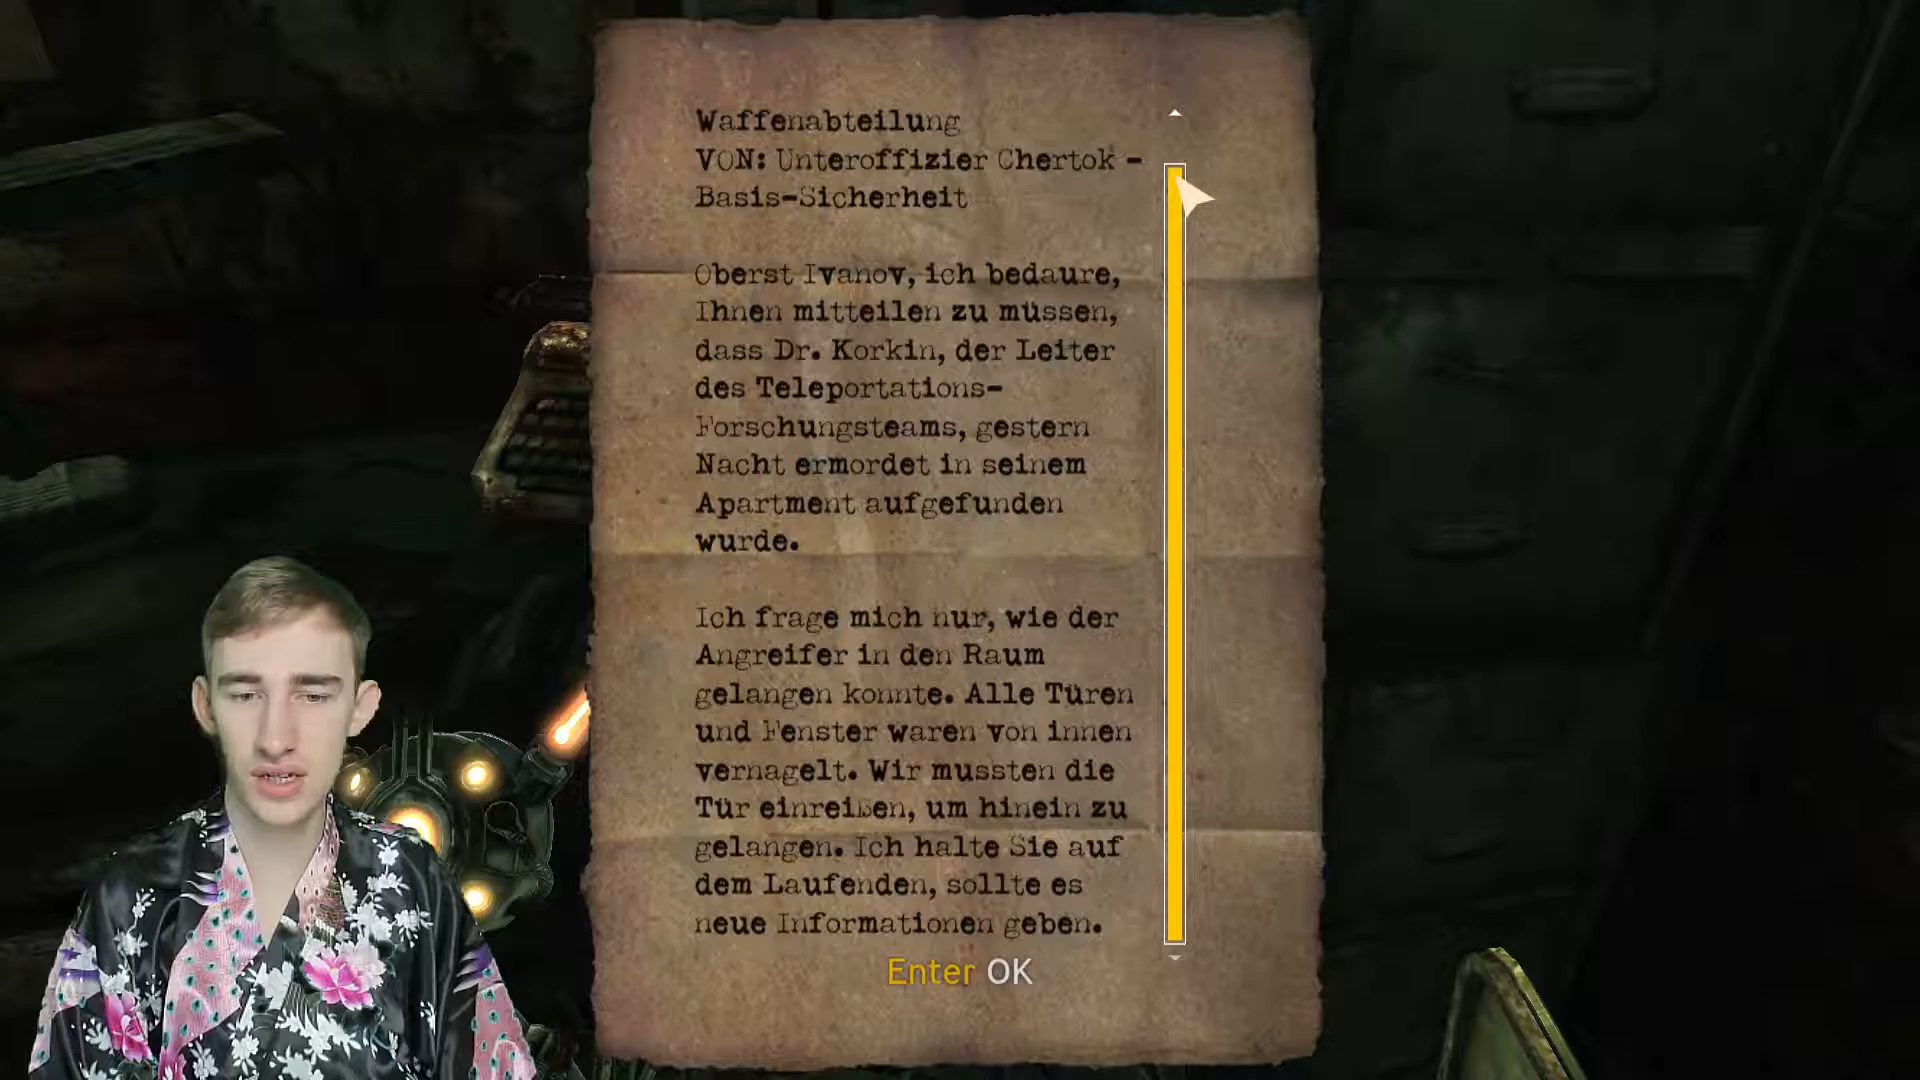 Waffenabteilung
VON: Unteroffizier Chertok -
Basis-Sicherheit
Oberst Ivanov, ich bedaure,
Ihnen mitteilen zu müssen,
dass Dr. Korkin, der Leiter
des Teleportations-
Forschungsteams, gestern
Nacht ermordet in seinem
Apartment aufgefunden
wurde.
Ich frage mich nur, wie der
Angreifer in den Raum
gelangen konnte. Alle Türen
und Fenster waren von innen
vernagelt. Wir mussten die
Tür einreißen, um hinein zu
gelangen. Ich halte Sie auf
dem Laufenden, sollte es
neue Informationen geben.
Enter OK